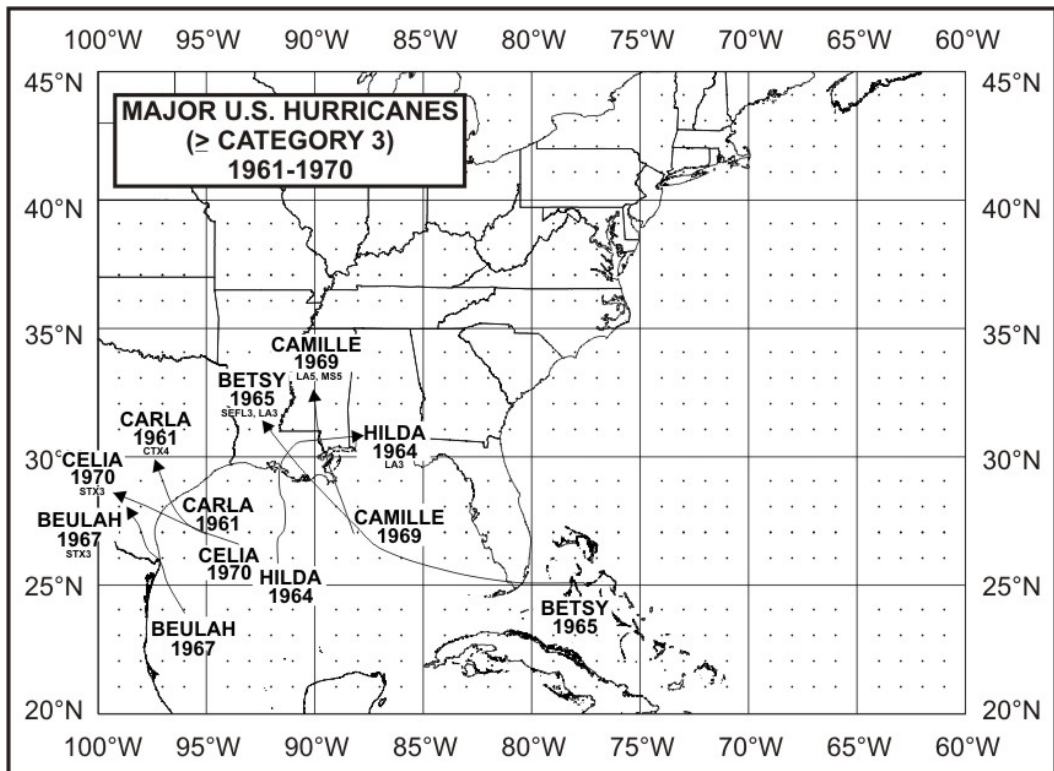 100°W 95°W 90°W 85°W 80°W 75°W 70°W 65°W 60°W
45°N 45°N
MAJOR U.S. HURRICANES
(≥ CATEGORY 3)
1961-1970
40°N 40°N
35°N 35°N
CAMILLE
1969
LA5, MS5
BETSY
1965
SEFL3, LA3
CARLA
1961
CTX4
HILDA
1964
LA3
30°N 30°N
CELIA
1970
STX3
CARLA
1961
BEULAH
1967
STX3
CAMILLE
1969
CELIA
1970
HILDA
1964
25°N 25°N
BETSY
1965
BEULAH
1967
20°N 20°N
100°W 95°W 90°W 85°W 80°W 75°W 70°W 65°W 60°W